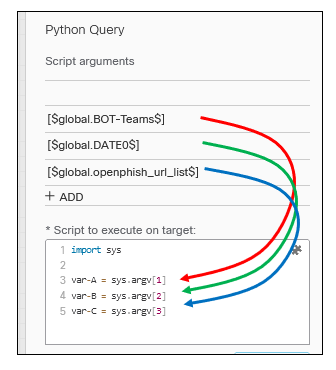 Python Query
Script arguments
[$global.BOT-Teams$]
[$global.DATE0$]
[$global.openphish_url_list$]
+ ADD
* Script to execute on target:
1 import sys
2
3 var-A = sys.argv[1]
4 var-B = sys.argv[2]
5 var-C = sys.argv[3]